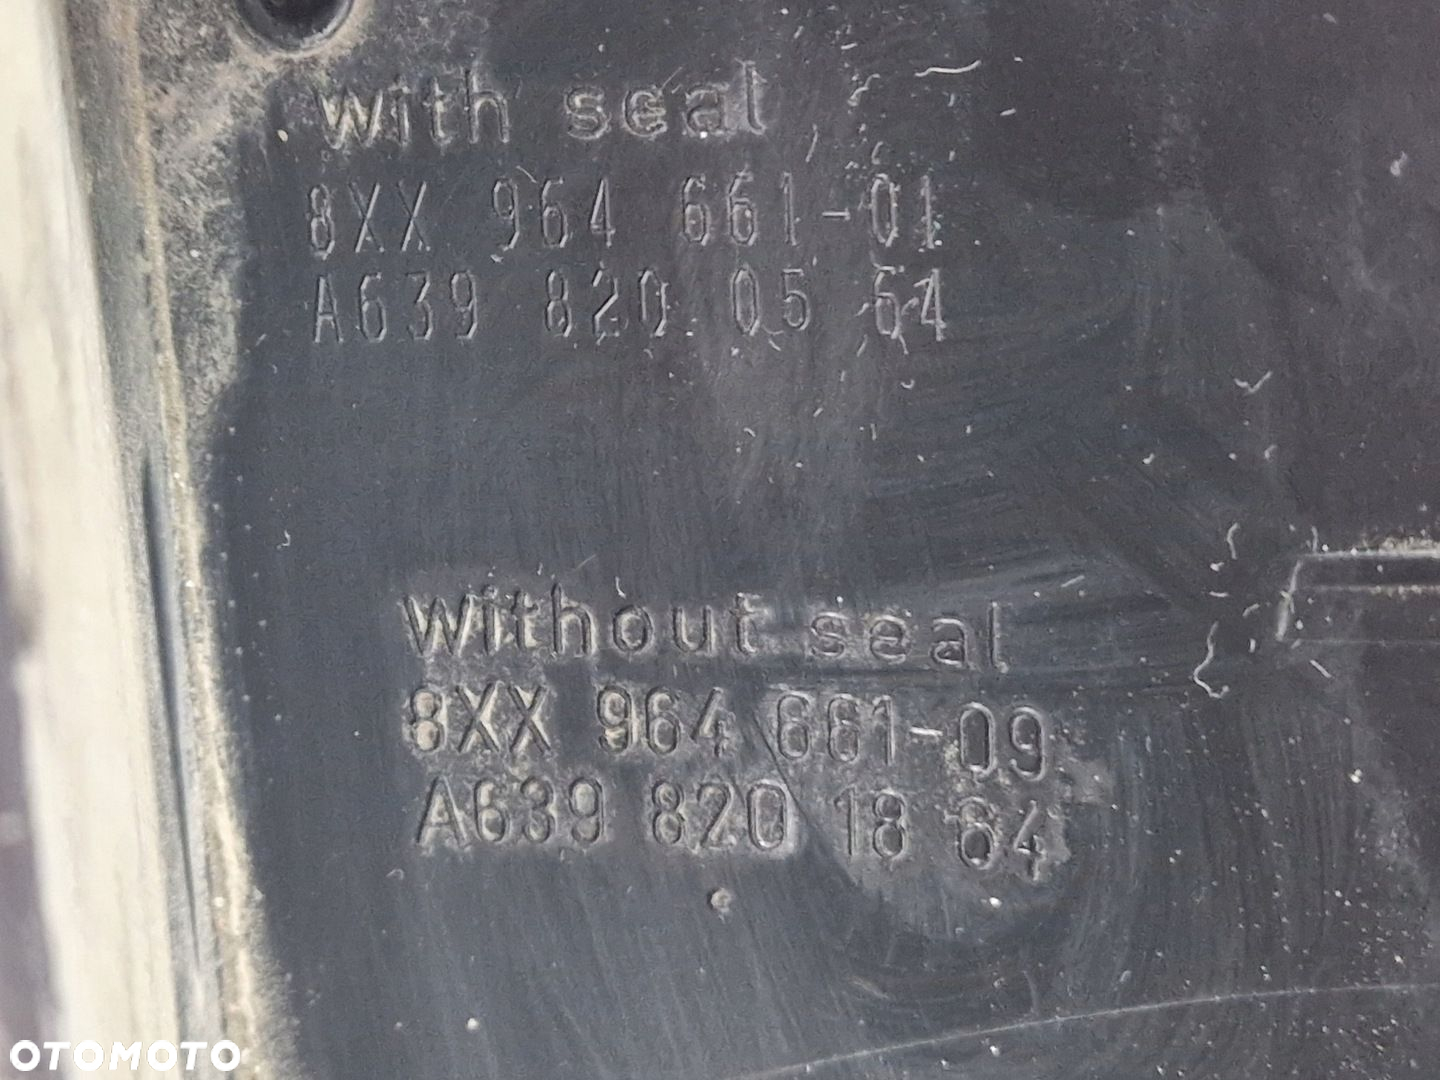 with seal
8XX 964 661-01
A639 820 05 64
without seal
8XX 964 661-09
A639 820 18 64
OTOMOTO